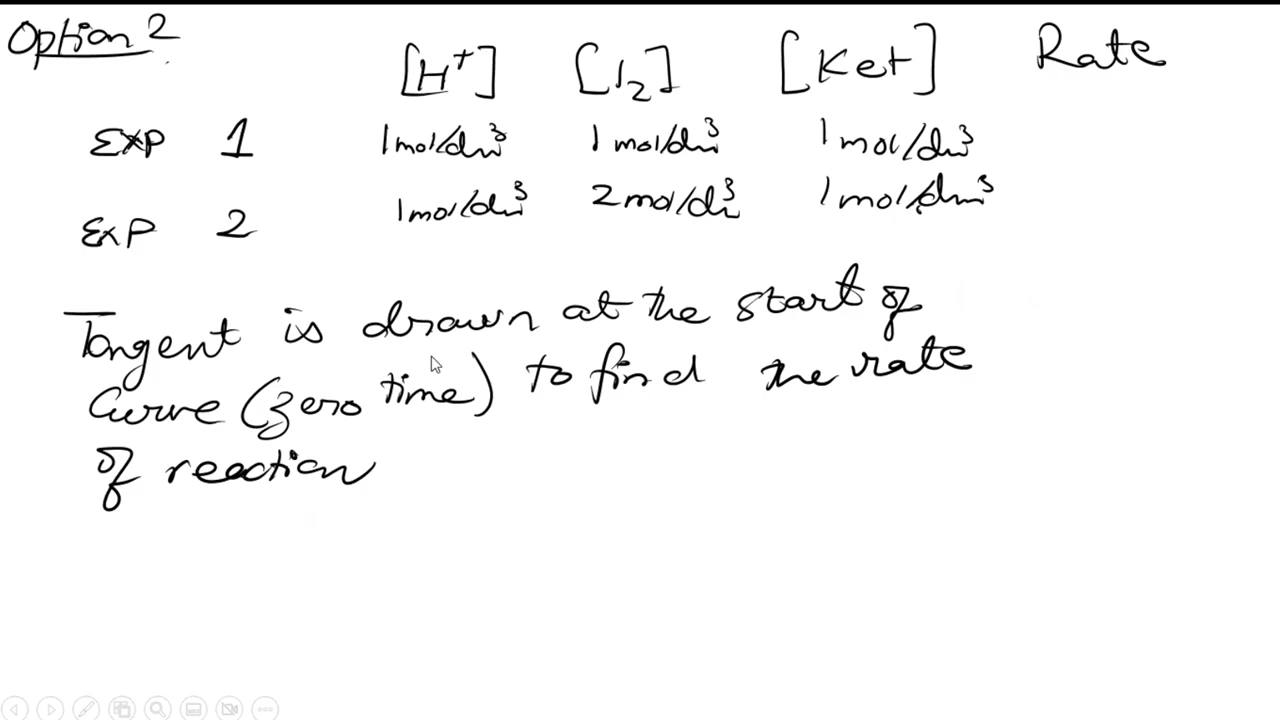 Option 2
[H⁺] [I₂] [Ket] Rate
Exp 1 1 mol/dm³ 1 mol/dm³ 1 mol/dm³
Exp 2 1 mol/dm³ 2 mol/dm³ 1 mol/dm³
Tangent is drawn at the start of
Curve (zero time) to find the rate
of reaction